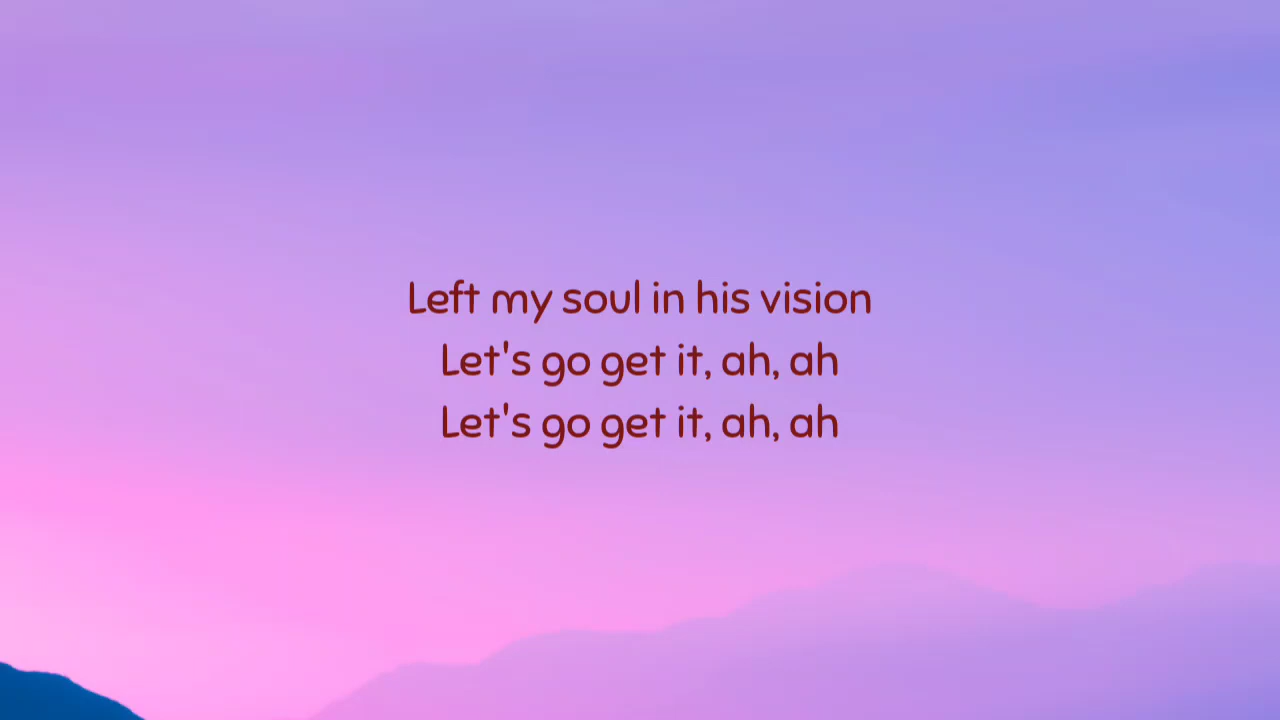 Left my soul in his vision
Let's go get it, ah, ah
Let's go get it, ah, ah